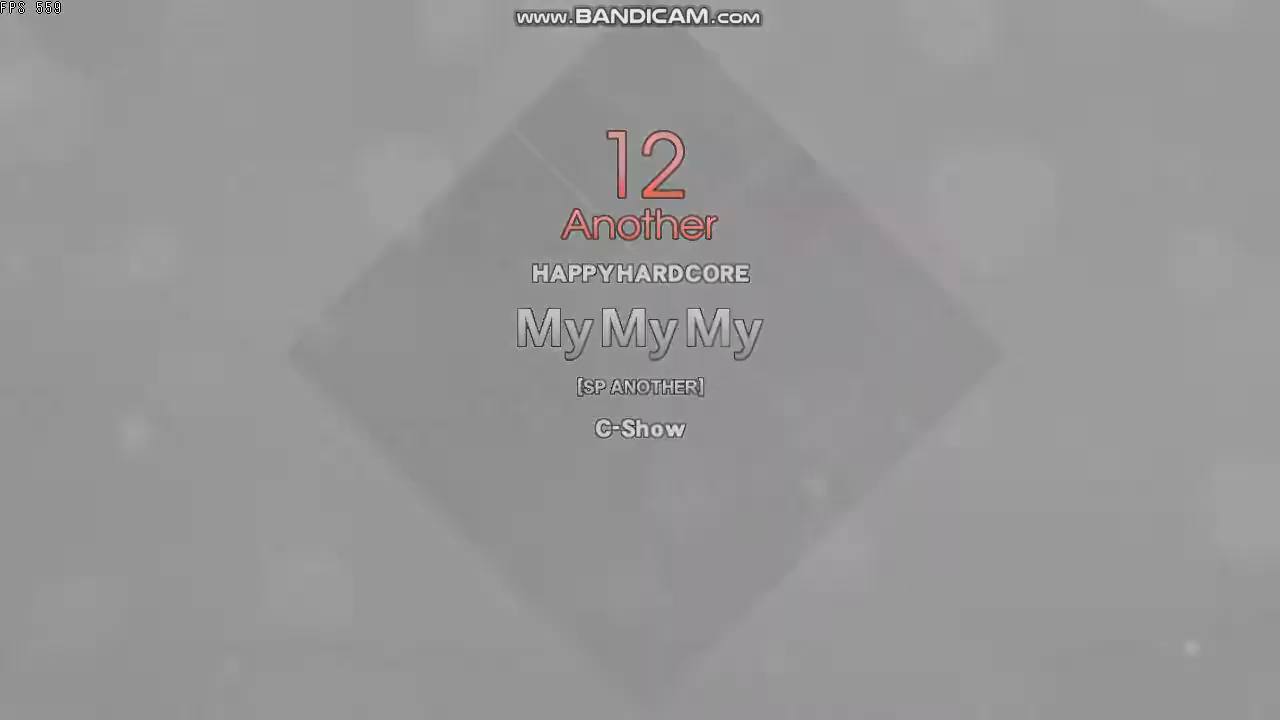 FPS 559
www.BANDICAM.com
12
Another
HAPPYHARDCORE
My My My
[SP ANOTHER]
C-Show